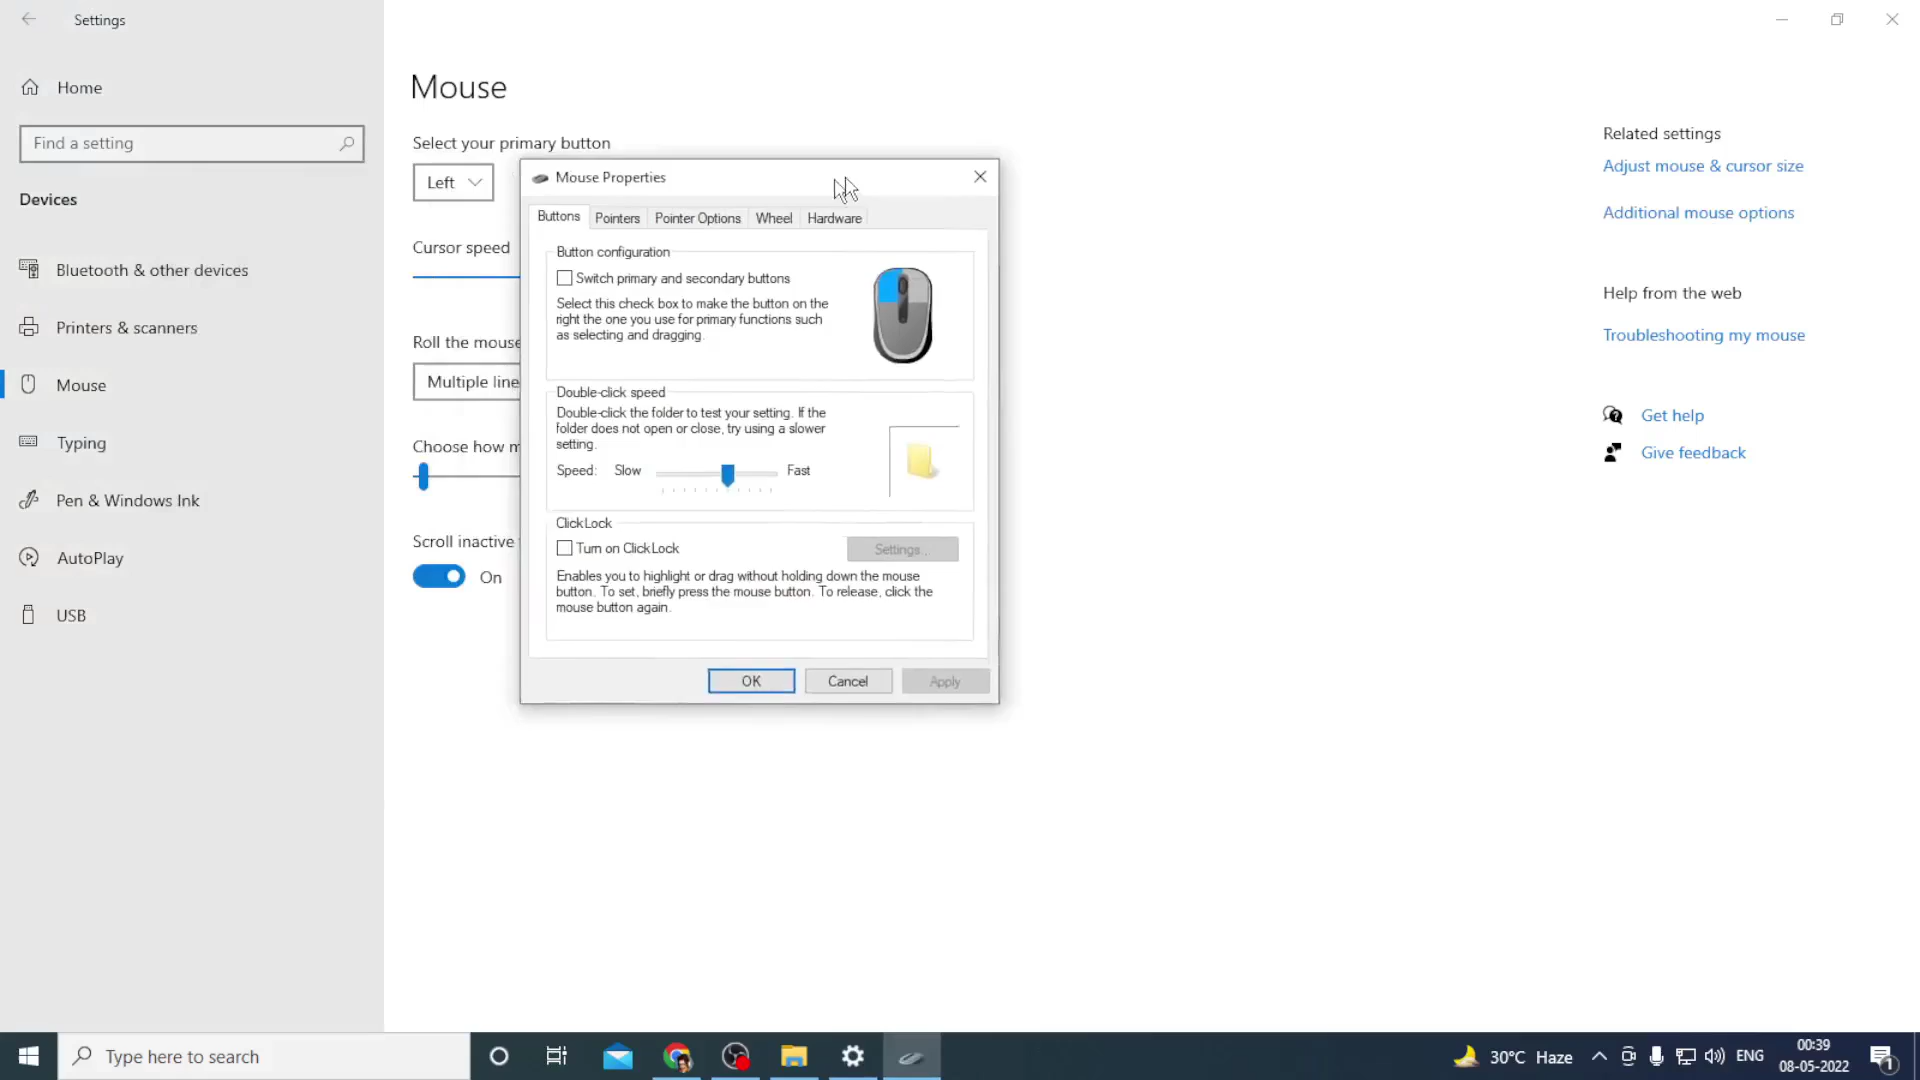 Settings
Home
Find a setting
Devices
Bluetooth & other devices
Printers & scanners
Mouse
Typing
Pen & Windows Ink
AutoPlay
USB
Mouse
Select your primary button
Left
Cursor speed
Roll the mouse
Multiple line
Choose how m
Scroll inactive
On
Mouse Properties
Buttons
Pointers
Pointer Options
Wheel
Hardware
Button configuration
Switch primary and secondary buttons
Select this check box to make the button on the
right the one you use for primary functions such
as selecting and dragging.
Double-click speed
Double-click the folder to test your setting. If the
folder does not open or close, try using a slower
setting.
Speed: Slow Fast
ClickLock
Turn on ClickLock
Settings...
Enables you to highlight or drag without holding down the mouse
button. To set, briefly press the mouse button. To release, click the
mouse button again.
OK
Cancel
Apply
Related settings
Adjust mouse & cursor size
Additional mouse options
Help from the web
Troubleshooting my mouse
Get help
Give feedback
Type here to search
30°C Haze
ENG
00:39
08-05-2022
1